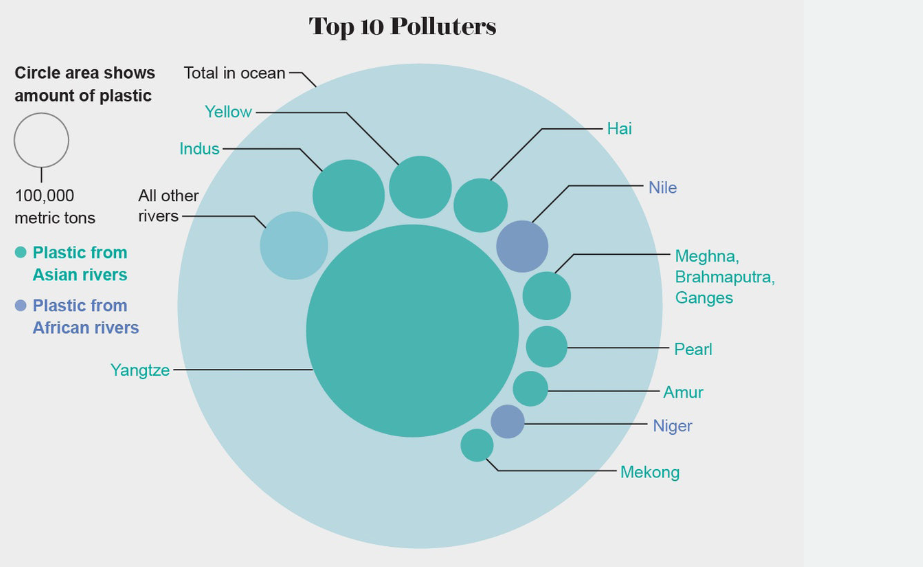 Top 10 Polluters
Circle area shows
amount of plastic
100,000
metric tons
Plastic from
Asian rivers
Plastic from
African rivers
Total in ocean
Yellow
Indus
All other
rivers
Yangtze
Hai
Nile
Meghna,
Brahmaputra,
Ganges
Pearl
Amur
Niger
Mekong